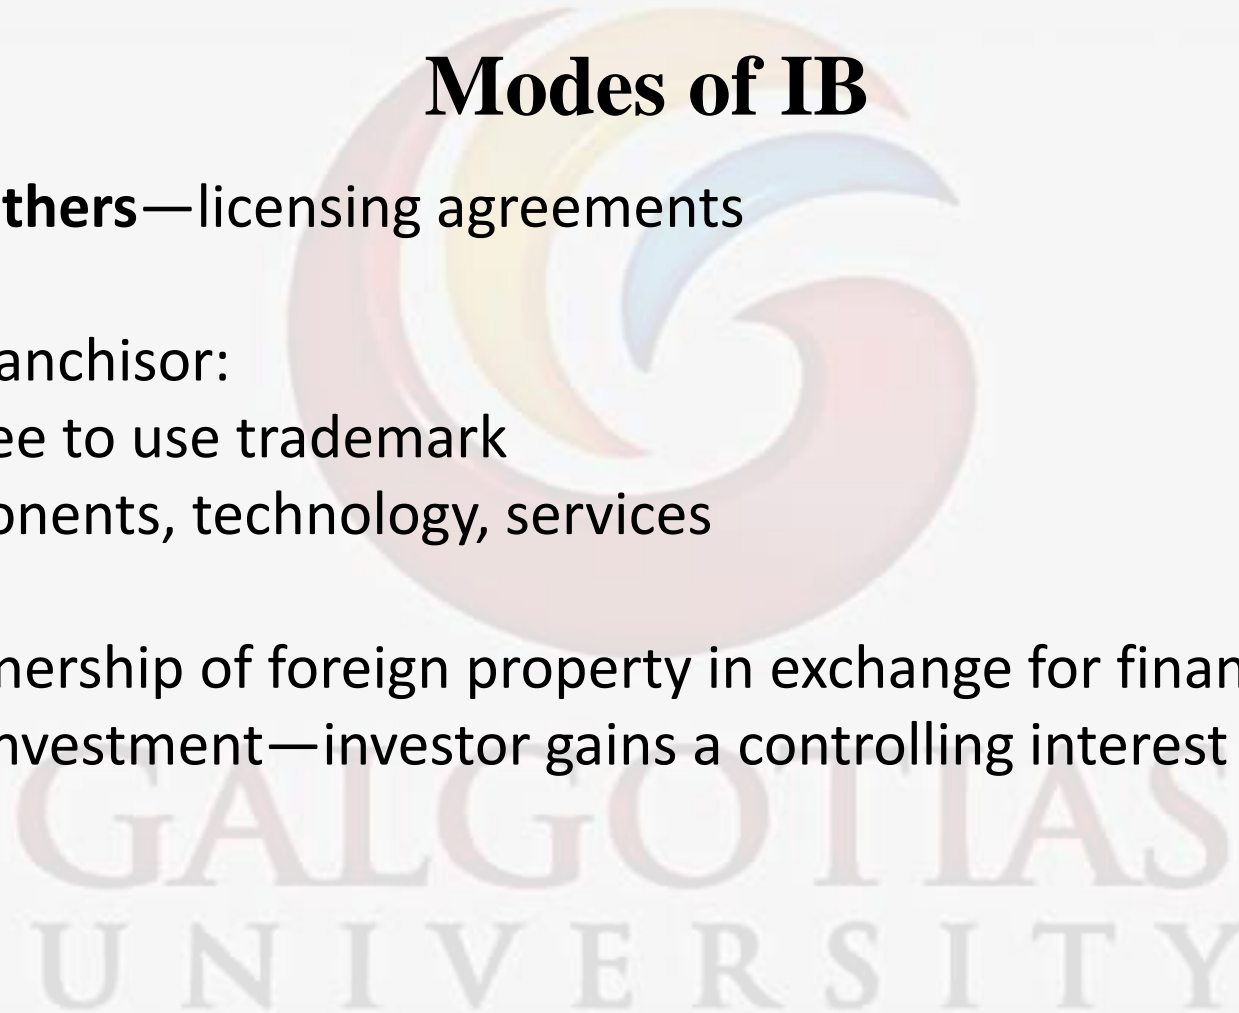 Modes of IB
thers—licensing agreements
anchisor:
ee to use trademark
onents, technology, services
nership of foreign property in exchange for finan
nvestment—investor gains a controlling interest
GALGOTIAS
UNIVERSITY